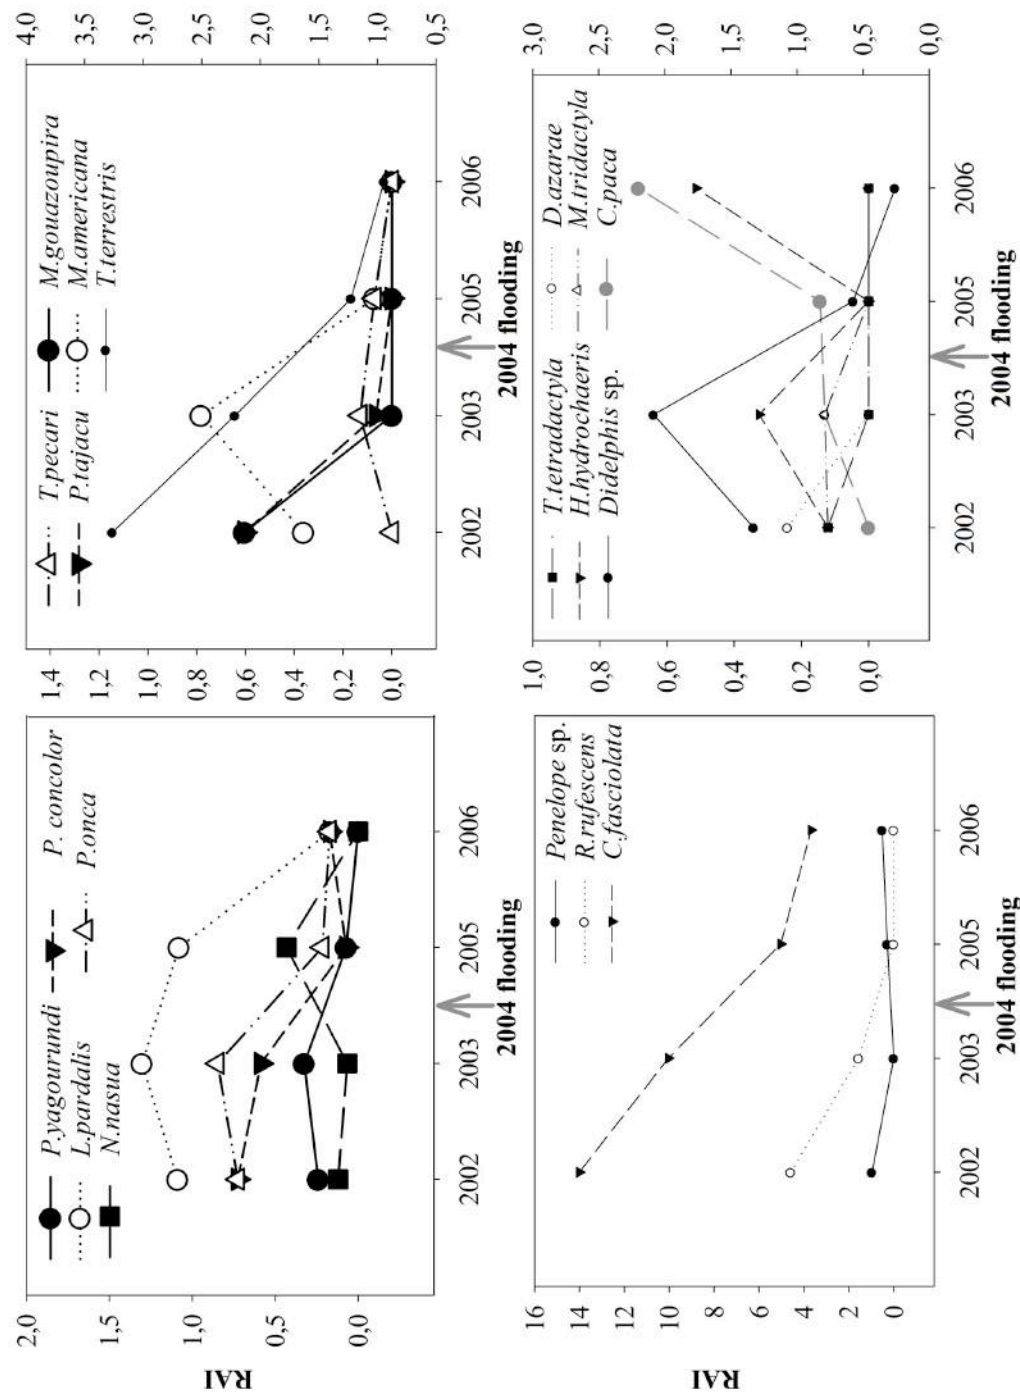 P.yagourundi P. concolor
L.pardalis P.onca
N.nasua
2,0
1,5
1,0
0,5
0,0
RAI
2002 2003 2005 2006
2004 flooding
T.pecari M.gouazoupira
P.tajacu M.americana
T.terrestris
1,4
1,2
1,0
0,8
0,6
0,4
0,2
0,0
4,0
3,5
3,0
2,5
2,0
1,5
1,0
0,5
2002 2003 2005 2006
2004 flooding
Penelope sp.
R.rufescens
C.fasciolata
16
14
12
10
8
6
4
2
0
RAI
2002 2003 2005 2006
2004 flooding
T.tetradactyla D.azarae
H.hydrochaeris M.tridactyla
Didelphis sp. C.paca
1,0
0,8
0,6
0,4
0,2
0,0
3,0
2,5
2,0
1,5
1,0
0,5
0,0
2002 2003 2005 2006
2004 flooding